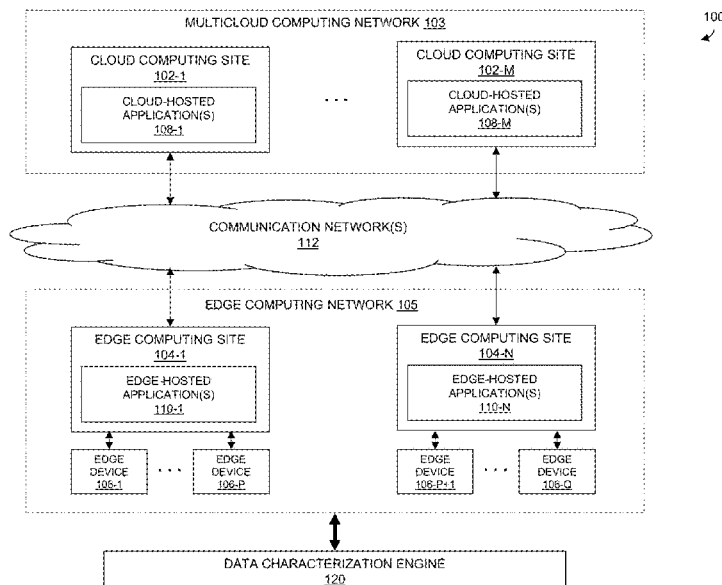 100
MULTICLOUD COMPUTING NETWORK 103
CLOUD COMPUTING SITE
102-1
CLOUD-HOSTED
APPLICATION(S)
108-1
. . .
CLOUD COMPUTING SITE
102-M
CLOUD-HOSTED
APPLICATION(S)
108-M
COMMUNICATION NETWORK(S)
112
EDGE COMPUTING NETWORK 105
EDGE COMPUTING SITE
104-1
EDGE-HOSTED
APPLICATION(S)
110-1
EDGE COMPUTING SITE
104-N
EDGE-HOSTED
APPLICATION(S)
110-N
EDGE
DEVICE
106-1
. . .
EDGE
DEVICE
106-P
EDGE
DEVICE
106-P+1
. . .
EDGE
DEVICE
106-Q
DATA CHARACTERIZATION ENGINE
120